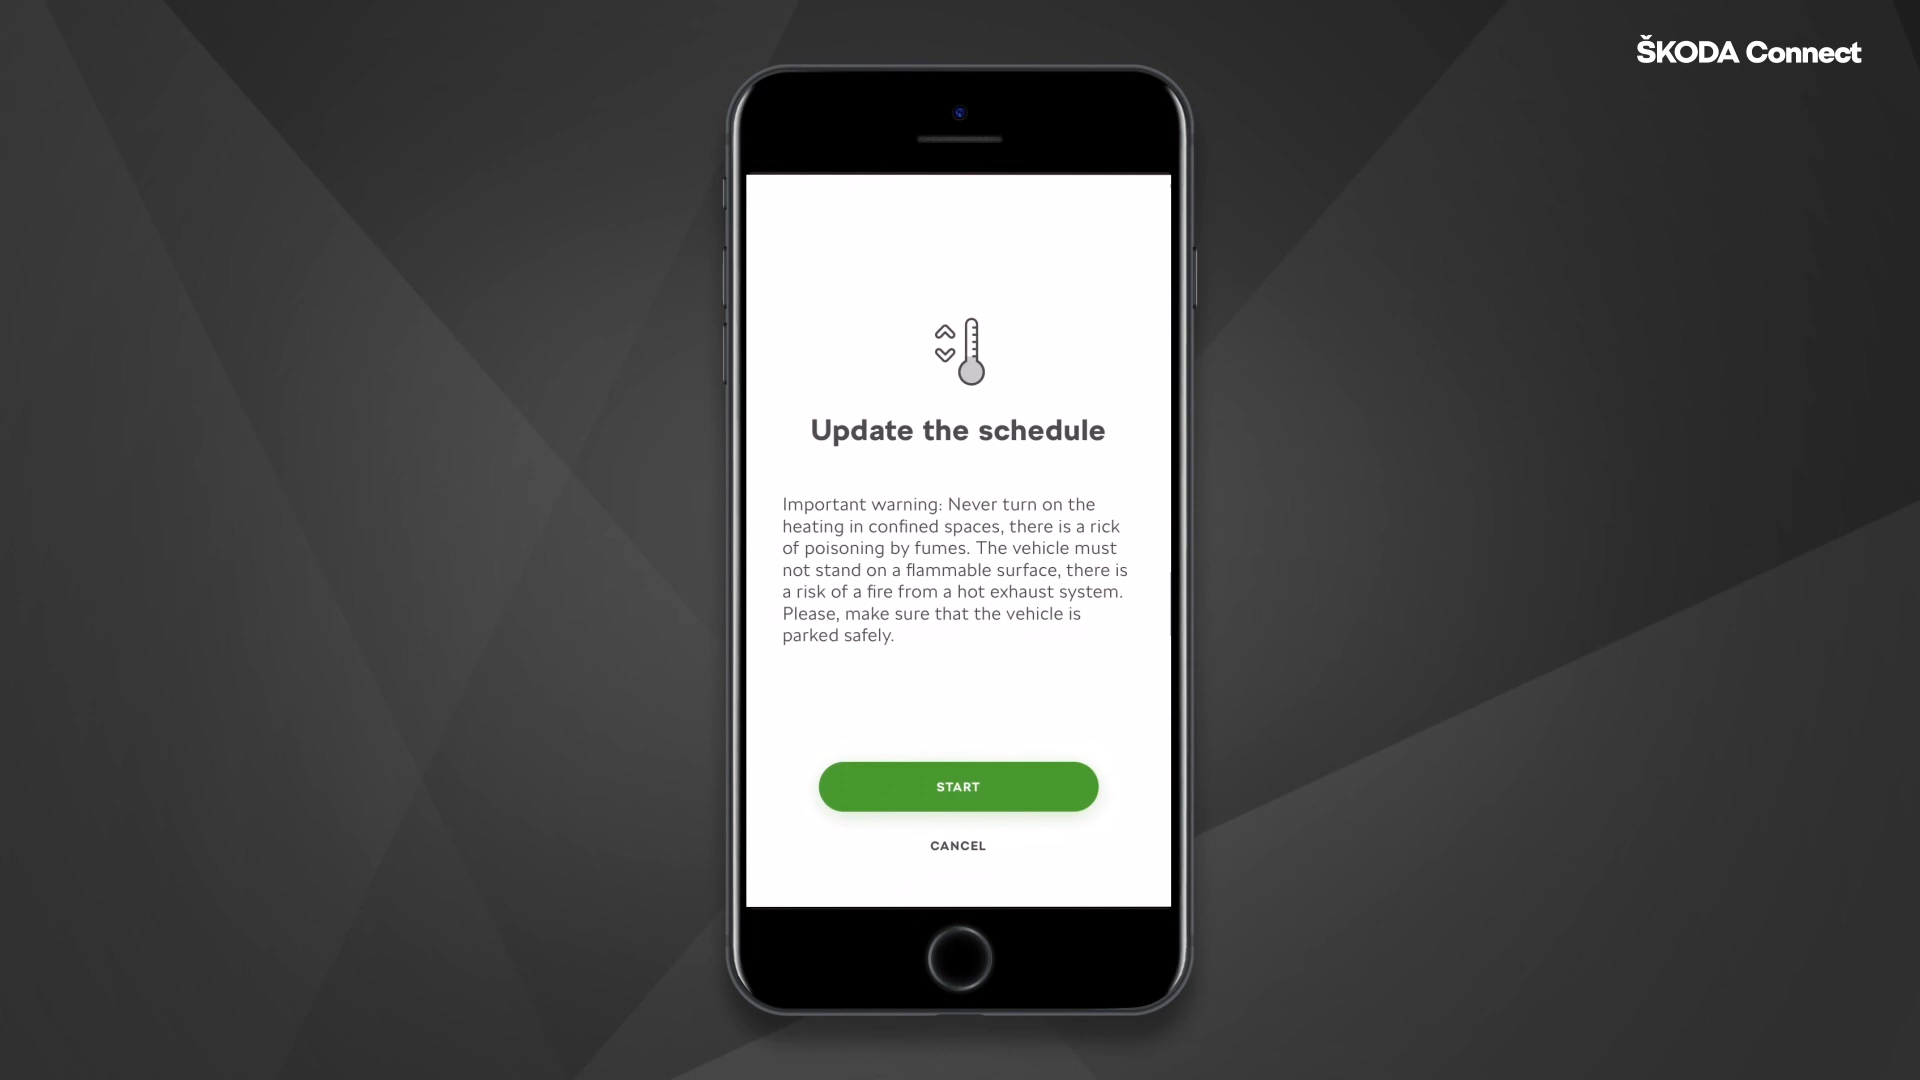 ŠKODA Connect
Update the schedule
Important warning: Never turn on the
heating in confined spaces, there is a rick
of poisoning by fumes. The vehicle must
not stand on a flammable surface, there is
a risk of a fire from a hot exhaust system.
Please, make sure that the vehicle is
parked safely.
START
CANCEL